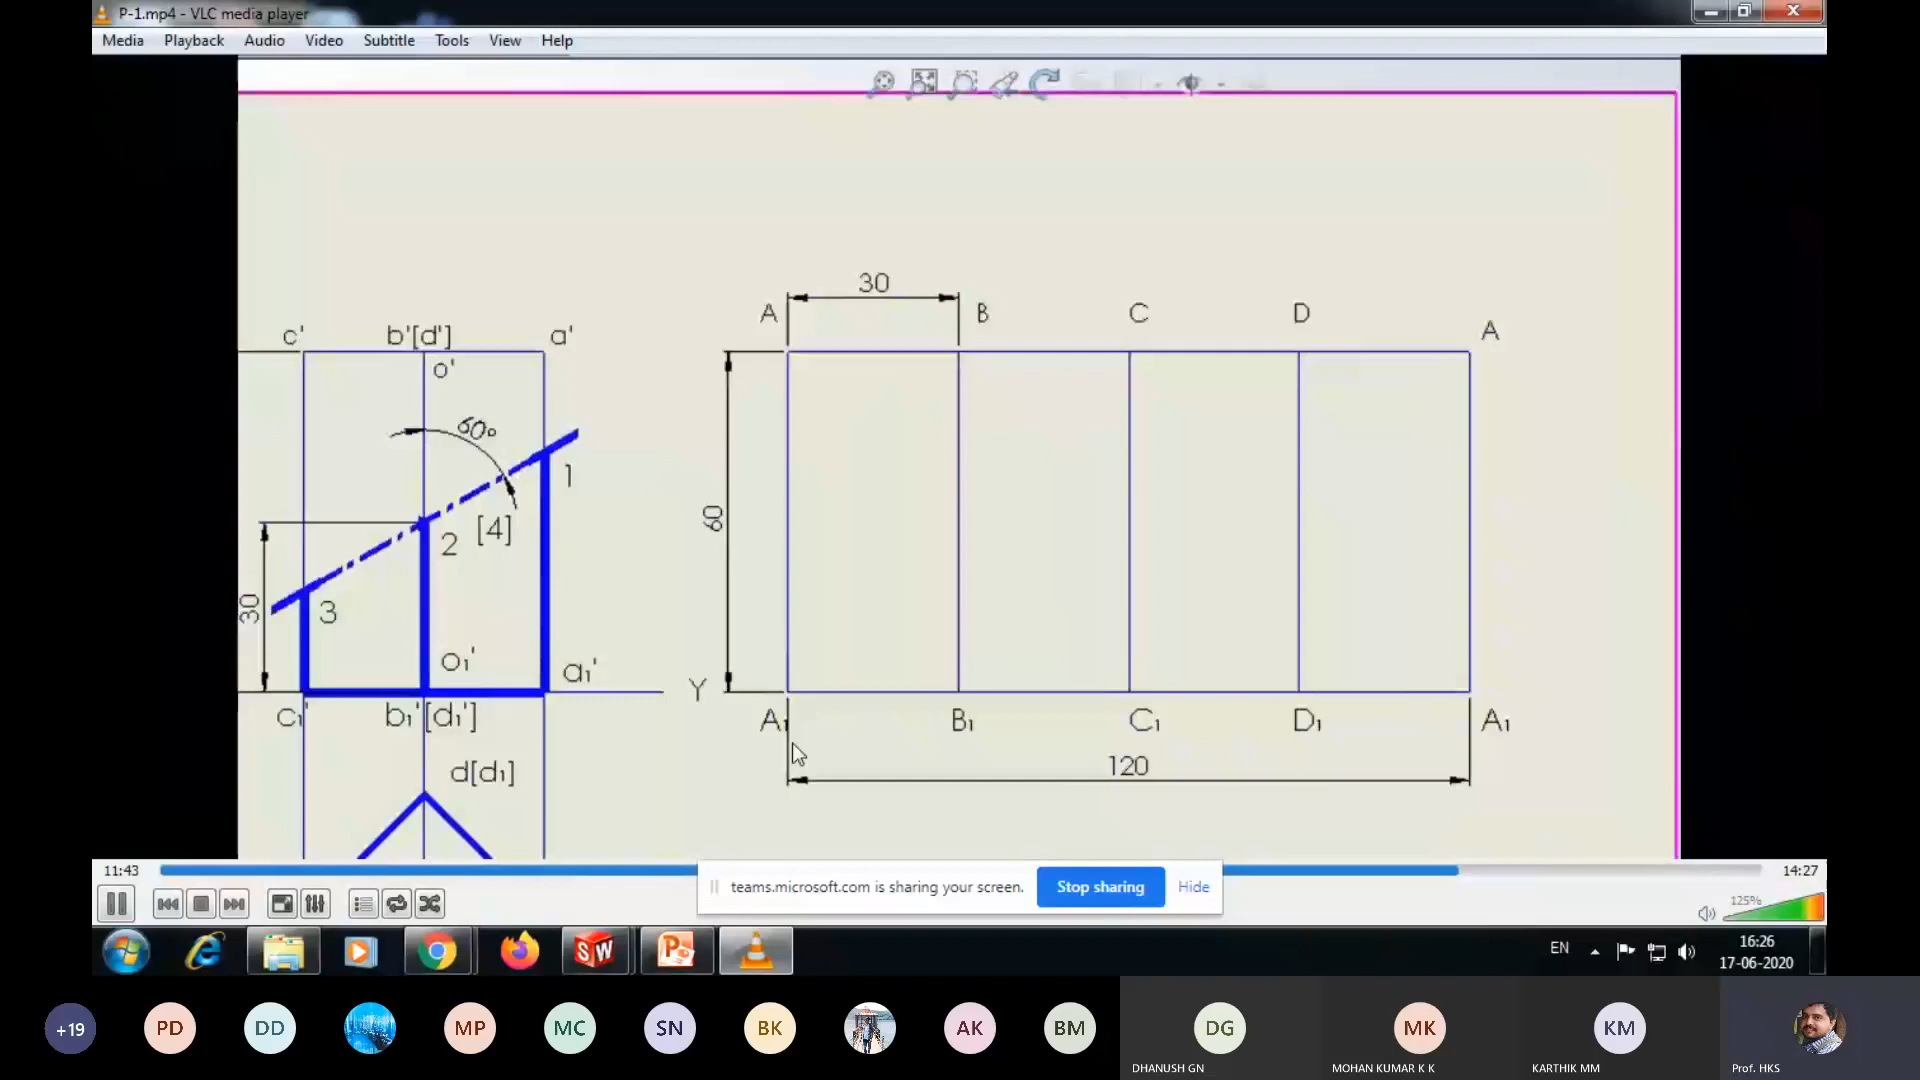 P-1.mp4 - VLC media player
Media Playback Audio Video Subtitle Tools View Help
30
A B C D A
c' b'[d'] a'
o'
60°
1
[4]
2
3
30
60
o₁'
a₁'
Y
c₁' b₁'[d₁']
A₁ B₁ C₁ D₁ A₁
d[d₁]
120
11:43
14:27
teams.microsoft.com is sharing your screen. Stop sharing Hide
125%
SW
P
EN
16:26
17-06-2020
+19 PD DD MP MC SN BK AK BM DG MK KM
DHANUSH GN MOHAN KUMAR K K KARTHIK MM Prof. HKS